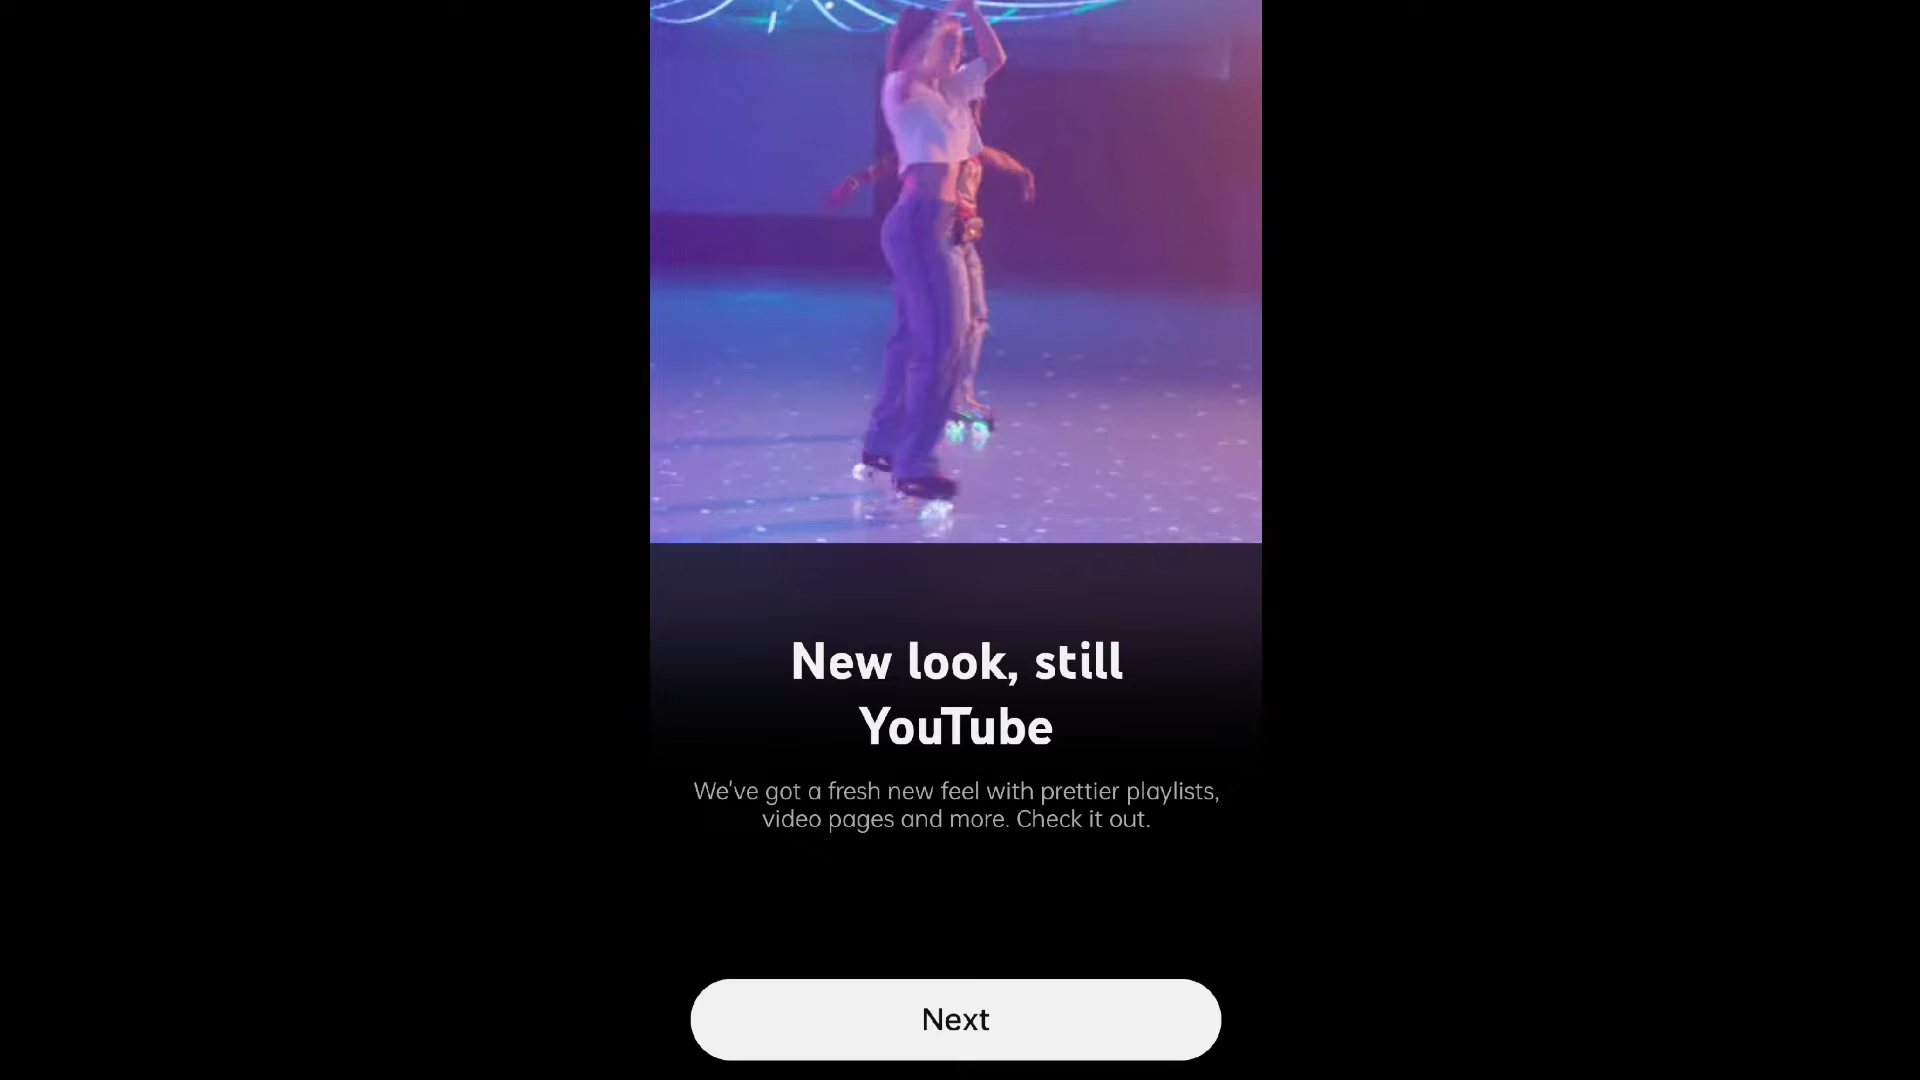 New look, still
YouTube
We've got a fresh new feel with prettier playlists,
video pages and more. Check it out.
Next